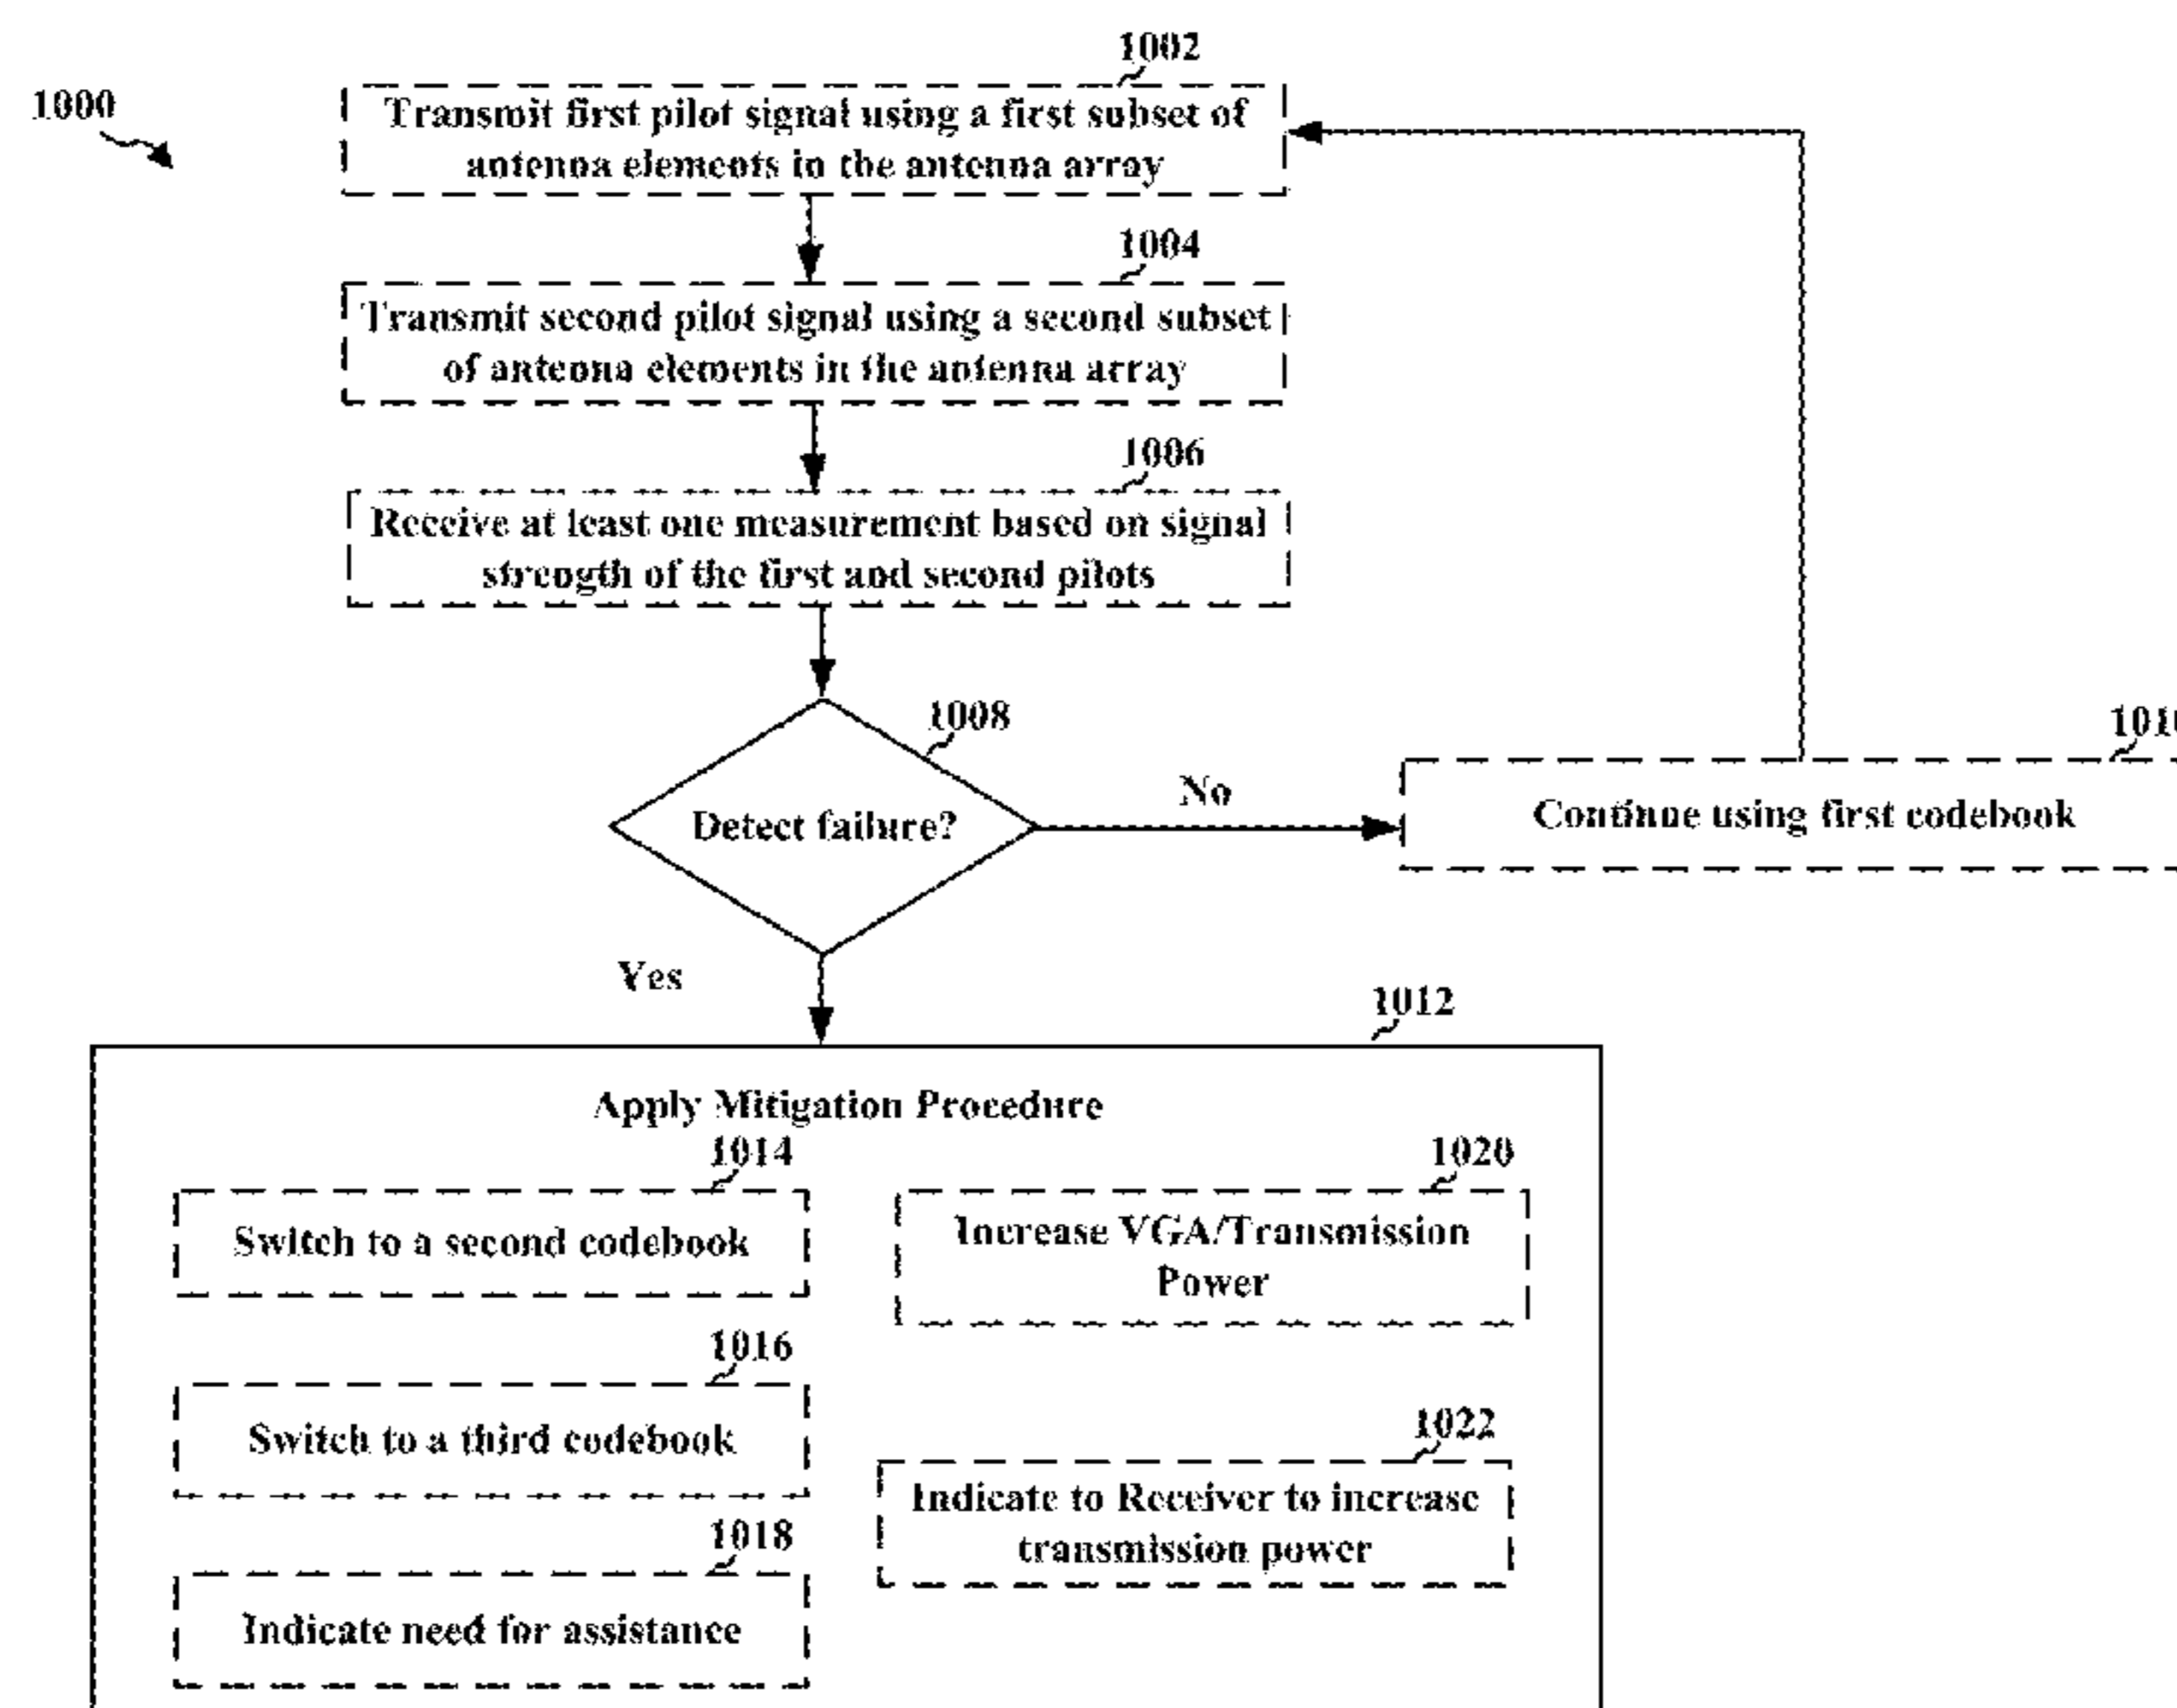 1000
1002
Transmit first pilot signal using a first subset of
antenna elements in the antenna array
1004
Transmit second pilot signal using a second subset
of antenna elements in the antenna array
1006
Receive at least one measurement based on signal
strength of the first and second pilots
1008
Detect failure?
No
1010
Continue using first codebook
Yes
1012
Apply Mitigation Procedure
1014
Switch to a second codebook
1016
Switch to a third codebook
1018
Indicate need for assistance
1020
Increase VGA/Transmission
Power
1022
Indicate to Receiver to increase
transmission power